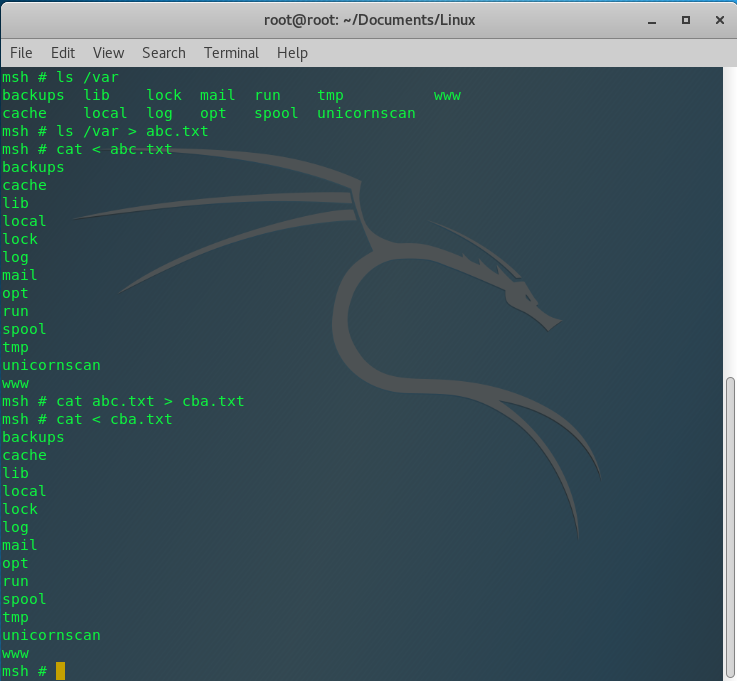 root@root: ~/Documents/Linux
File Edit View Search Terminal Help
msh # ls /var
backups lib lock mail run tmp www
cache local log opt spool unicornscan
msh # ls /var > abc.txt
msh # cat < abc.txt
backups
cache
lib
local
lock
log
mail
opt
run
spool
tmp
unicornscan
www
msh # cat abc.txt > cba.txt
msh # cat < cba.txt
backups
cache
lib
local
lock
log
mail
opt
run
spool
tmp
unicornscan
www
msh #